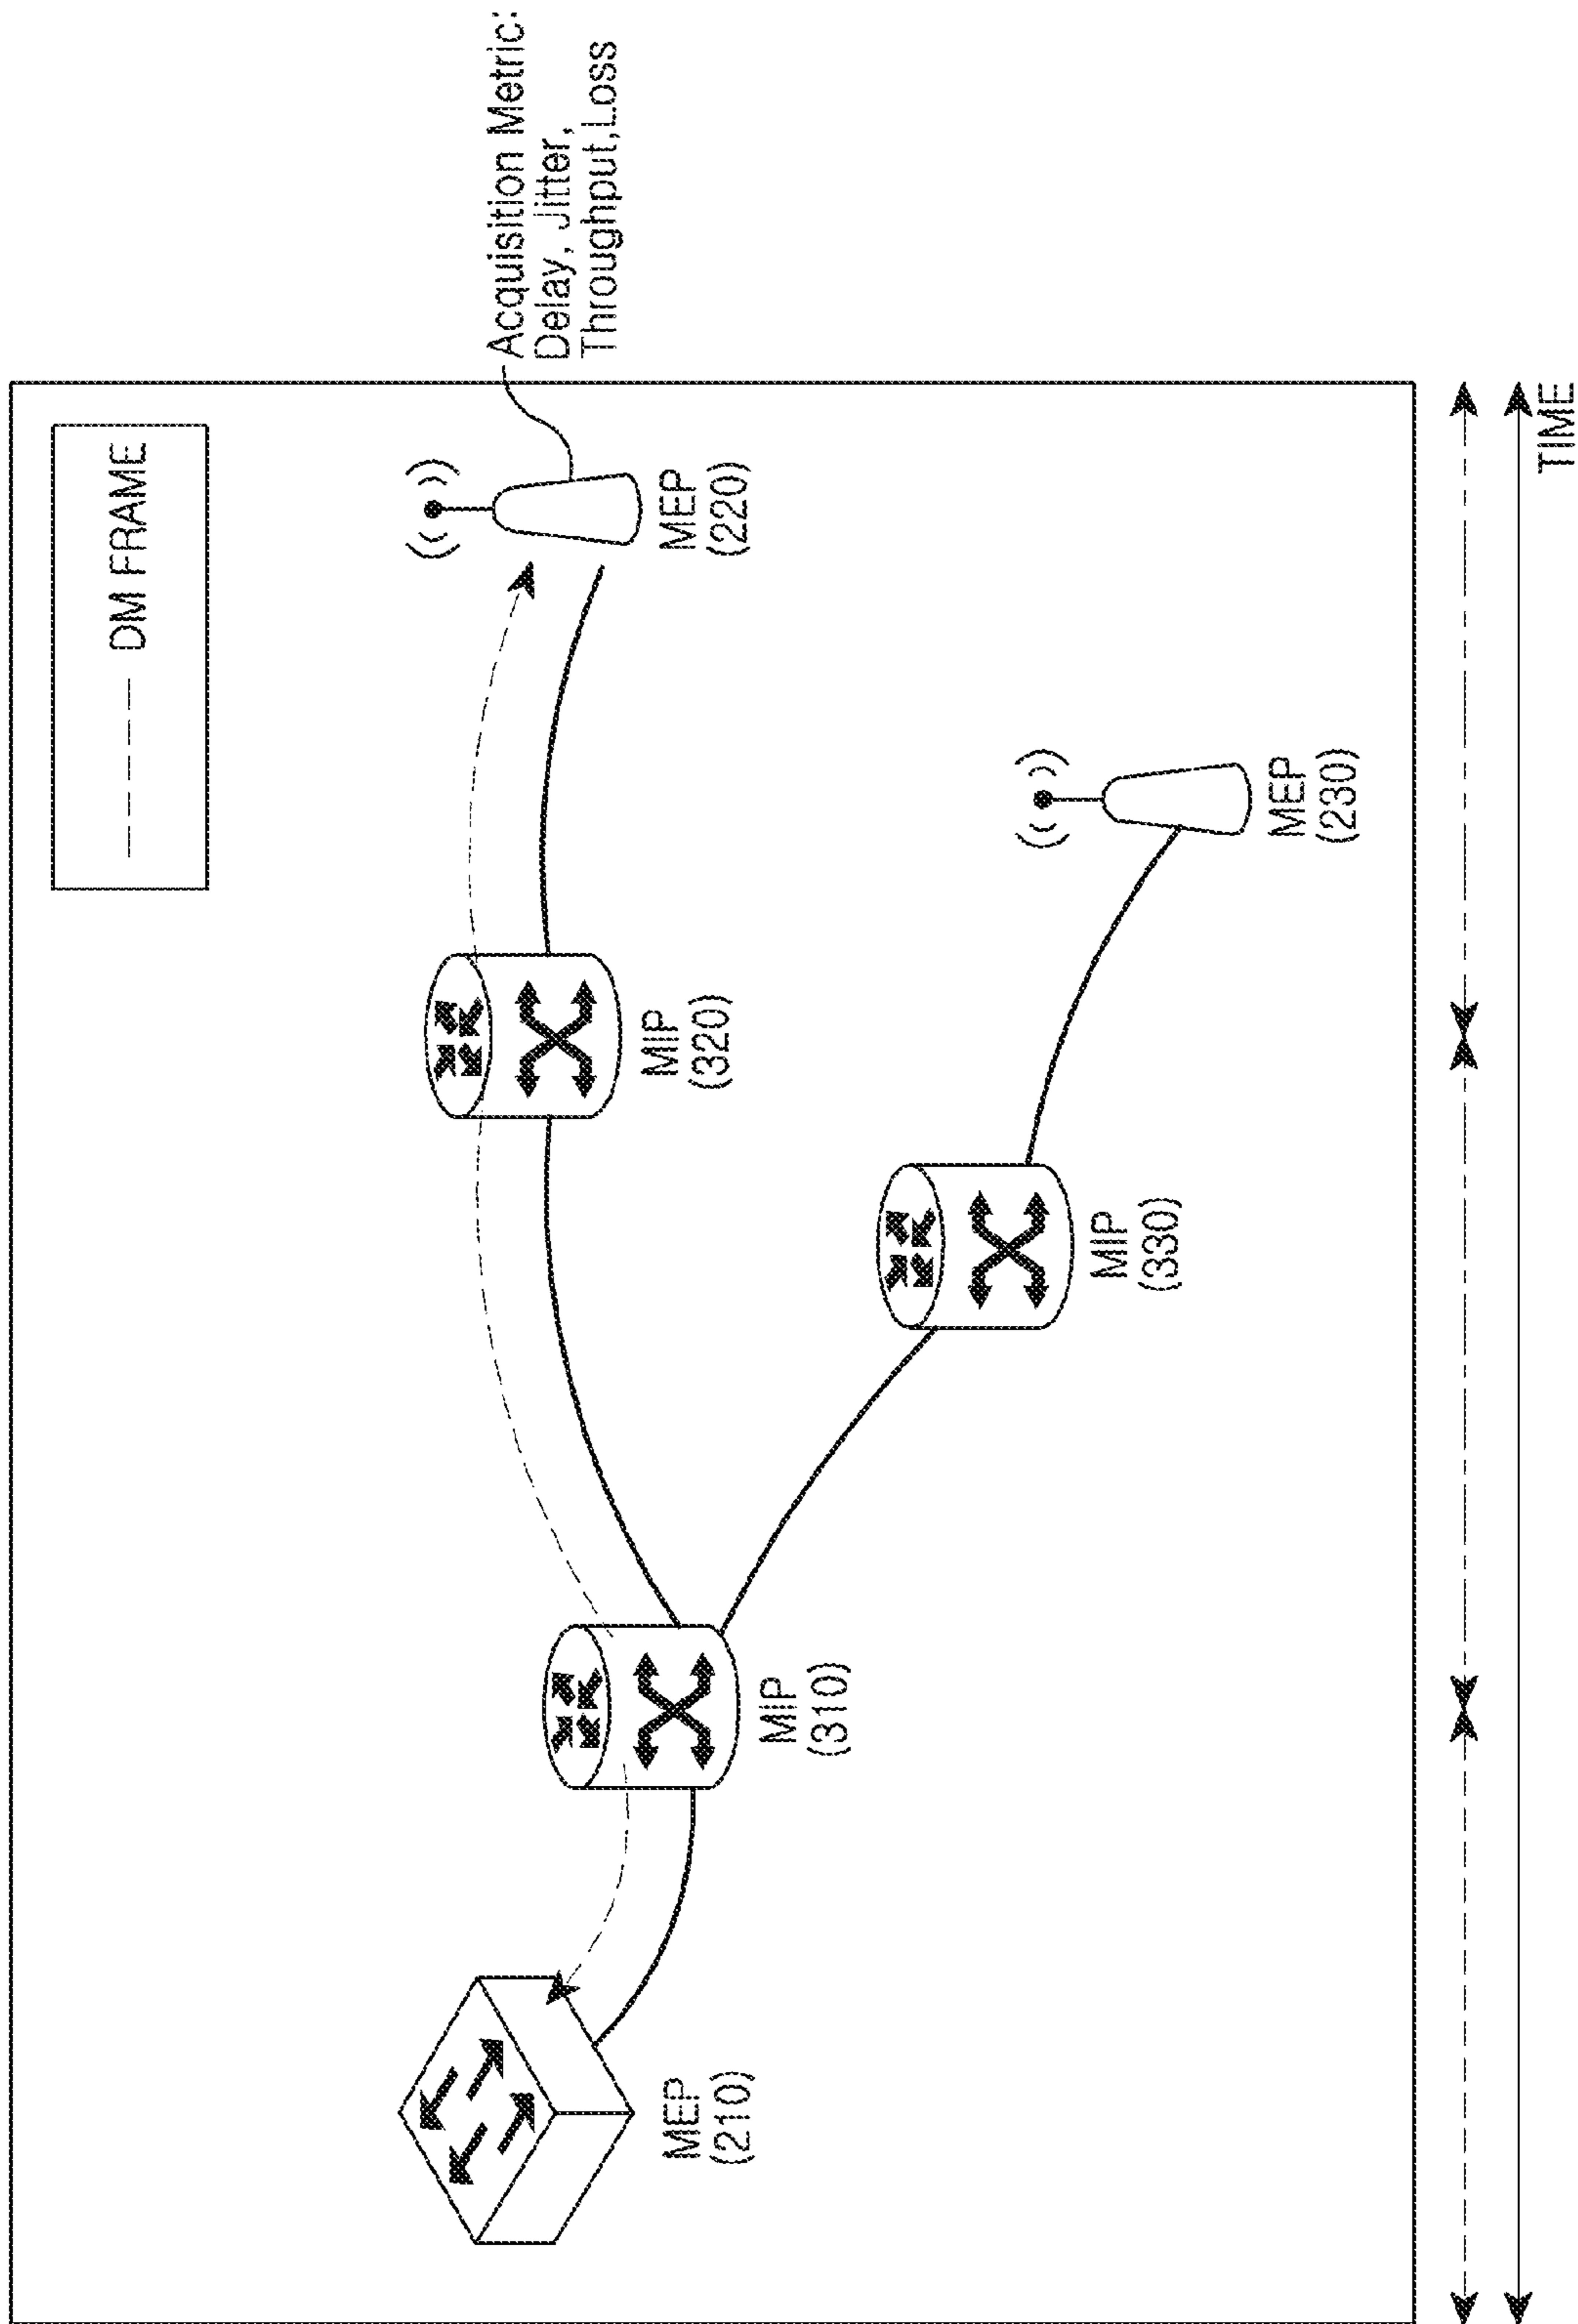 DM FRAME
Acquisition Metric:
Delay, Jitter,
Throughput,Loss
MEP
(210)
MIP
(310)
MIP
(320)
MEP
(220)
MIP
(330)
MEP
(230)
TIME